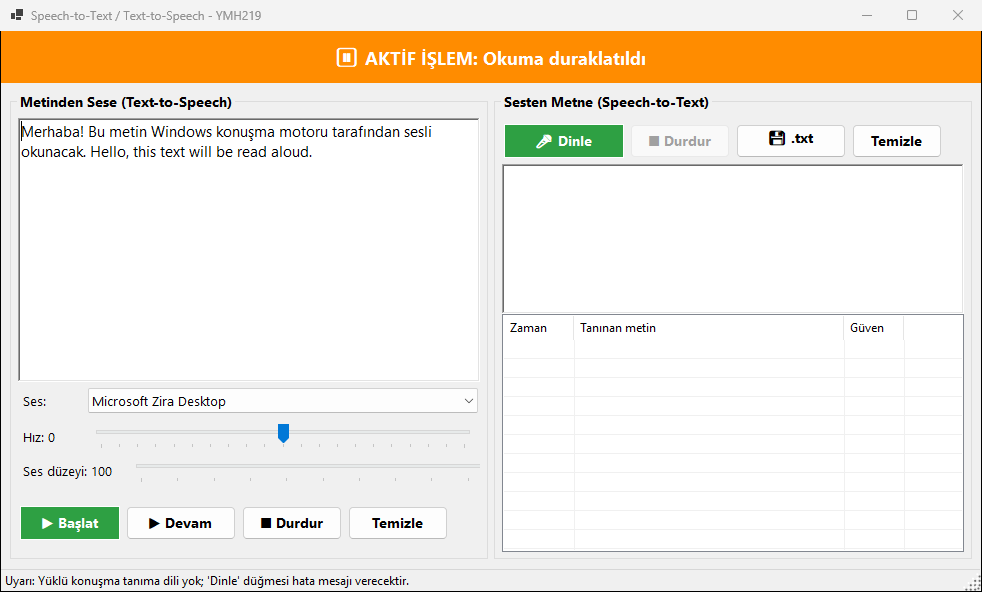 Speech-to-Text / Text-to-Speech - YMH219
AKTİF İŞLEM: Okuma duraklatıldı
Metinden Sese (Text-to-Speech)
Merhaba! Bu metin Windows konuşma motoru tarafından sesli
okunacak. Hello, this text will be read aloud.
Ses:
Microsoft Zira Desktop
Hız: 0
Ses düzeyi: 100
Başlat
Devam
Durdur
Temizle
Sesten Metne (Speech-to-Text)
Dinle
Durdur
.txt
Temizle
Zaman
Tanınan metin
Güven
Uyarı: Yüklü konuşma tanıma dili yok; 'Dinle' düğmesi hata mesajı verecektir.